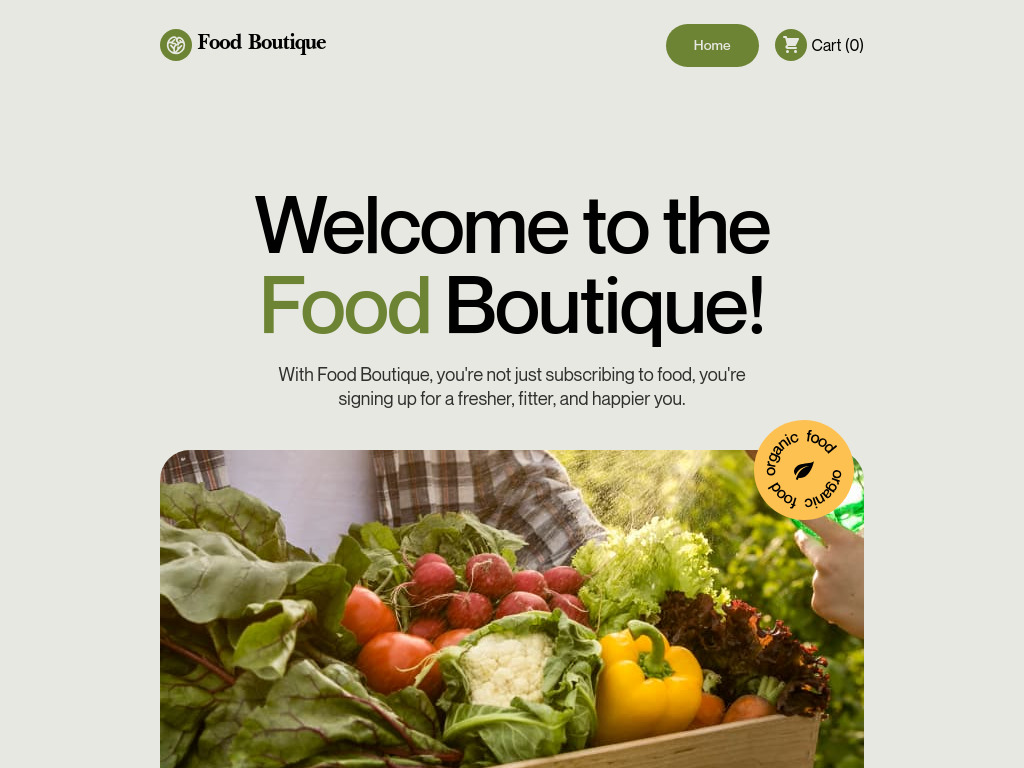 Food Boutique
Home
Cart (0)
Welcome to the
Food Boutique!
With Food Boutique, you're not just subscribing to food, you're
signing up for a fresher, fitter, and happier you.
organic food organic food